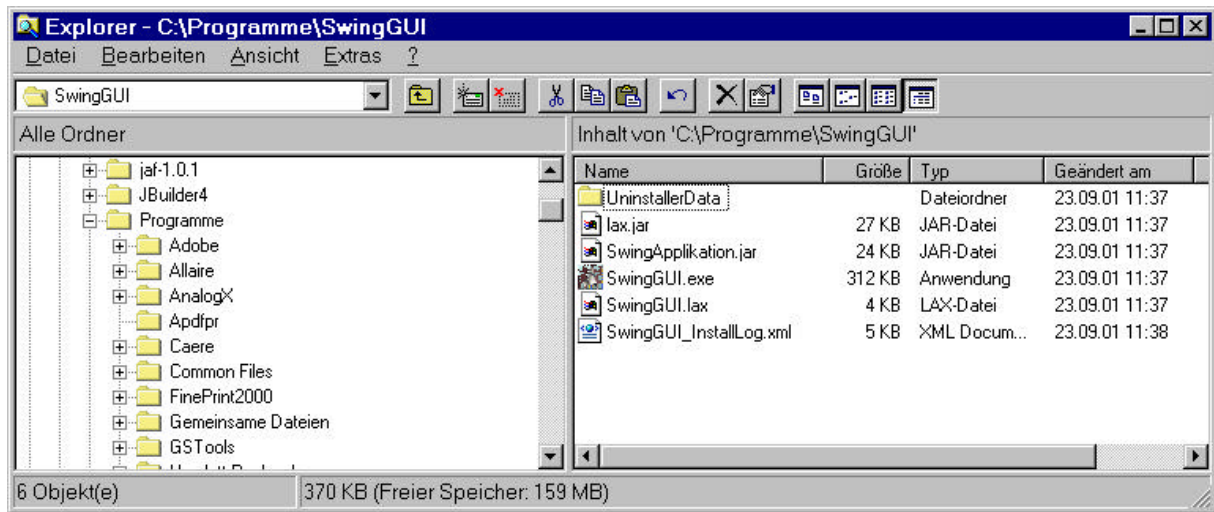 Explorer - C:\Programme\SwingGUI
Datei Bearbeiten Ansicht Extras ?
SwingGUI
Alle Ordner
Inhalt von 'C:\Programme\SwingGUI'
jaf-1.0.1
JBuilder4
Programme
Adobe
Allaire
AnalogX
Apdfpr
Caere
Common Files
FinePrint2000
Gemeinsame Dateien
GSTools
Name Größe Typ Geändert am
UninstallerData Dateiordner 23.09.01 11:37
lax.jar 27 KB JAR-Datei 23.09.01 11:37
SwingApplikation.jar 24 KB JAR-Datei 23.09.01 11:37
SwingGUI.exe 312 KB Anwendung 23.09.01 11:37
SwingGUI.lax 4 KB LAX-Datei 23.09.01 11:37
SwingGUI_InstallLog.xml 5 KB XML Docum... 23.09.01 11:38
6 Objekt(e)
370 KB (Freier Speicher: 159 MB)